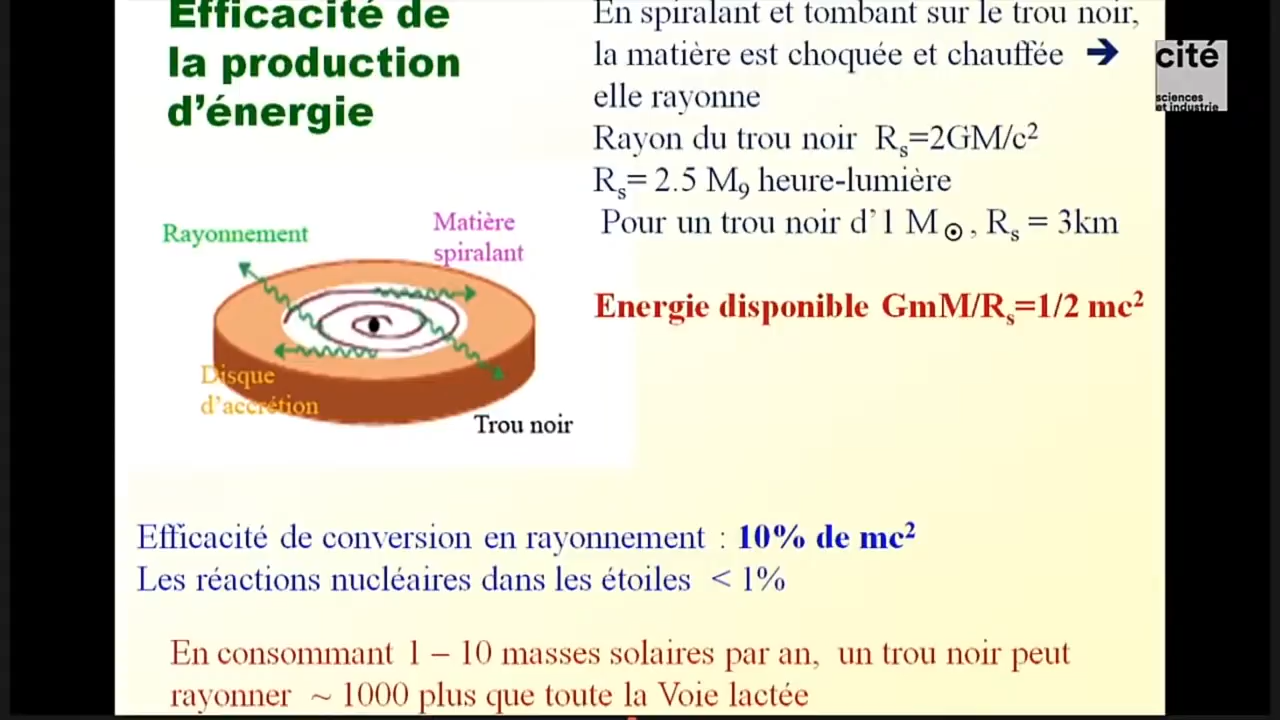 Efficacité de
la production
d'énergie
En spiralant et tombant sur le trou noir,
la matière est choquée et chauffée ➔
elle rayonne
Rayon du trou noir Rₛ=2GM/c²
Rₛ= 2.5 M₉ heure-lumière
Pour un trou noir d'1 M☉, Rₛ = 3km
Energie disponible GmM/Rₛ=1/2 mc²
cité
sciences
et industrie
Rayonnement
Matière
spiralant
Disque
d'accrétion
Trou noir
Efficacité de conversion en rayonnement : 10% de mc²
Les réactions nucléaires dans les étoiles < 1%
En consommant 1 – 10 masses solaires par an, un trou noir peut
rayonner ~ 1000 plus que toute la Voie lactée